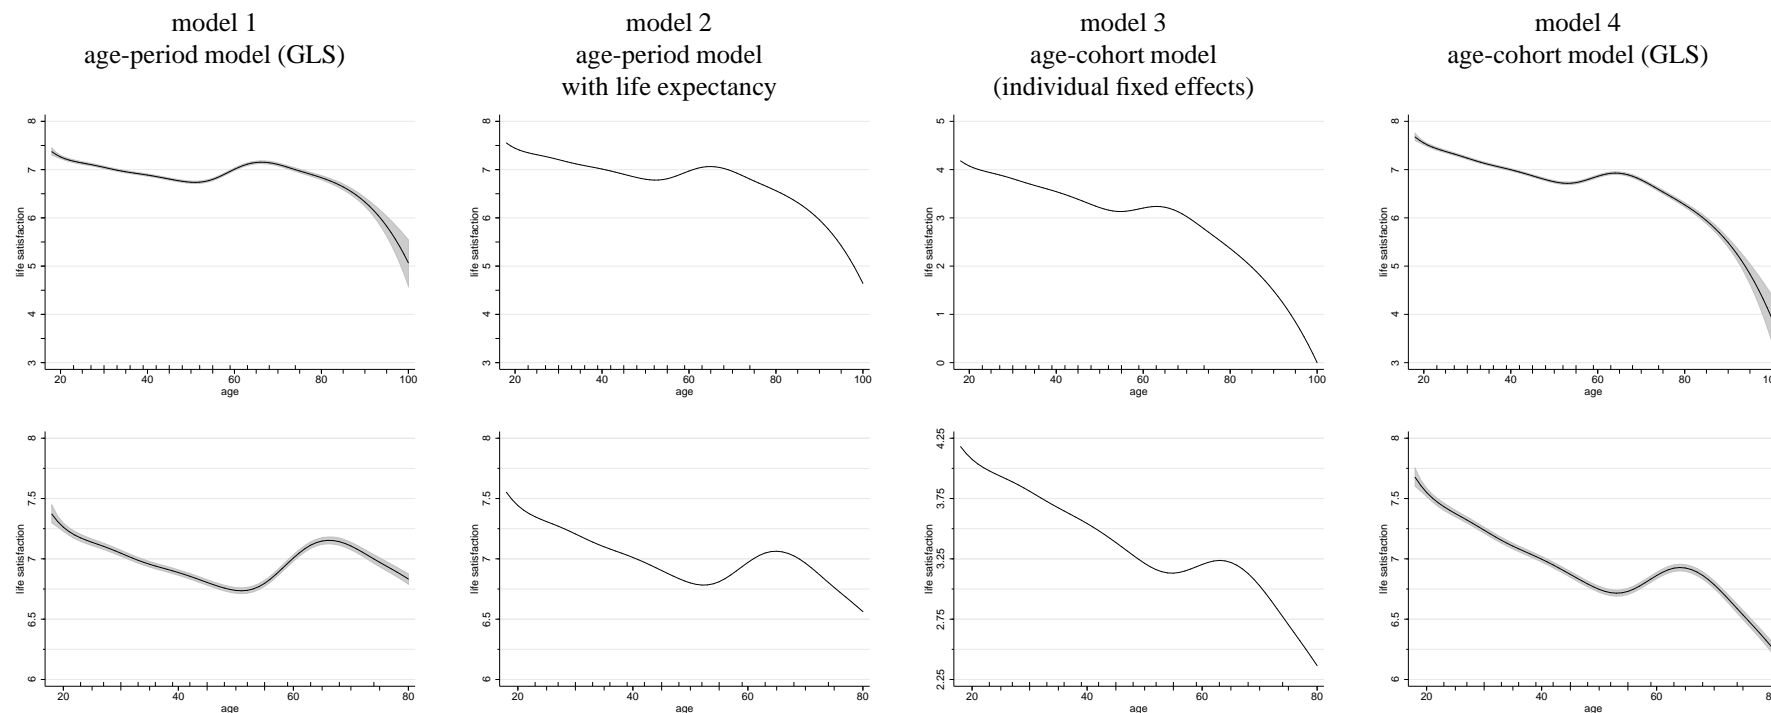 model 1
age-period model (GLS)
model 2
age-period model
with life expectancy
model 3
age-cohort model
(individual fixed effects)
model 4
age-cohort model (GLS)
life satisfaction
8
7
6
5
4
3
20 40 60 80 100
age
life satisfaction
8
7
6
5
4
3
20 40 60 80 100
age
life satisfaction
5
4
3
2
1
0
20 40 60 80 100
age
life satisfaction
8
7
6
5
4
3
20 40 60 80 10
age
life satisfaction
8
7.5
7
6.5
6
20 40 60 80
age
life satisfaction
8
7.5
7
6.5
6
20 40 60 80
age
life satisfaction
4.25
3.75
3.25
2.75
2.25
20 40 60 80
age
life satisfaction
8
7.5
7
6.5
6
20 40 60 80
age